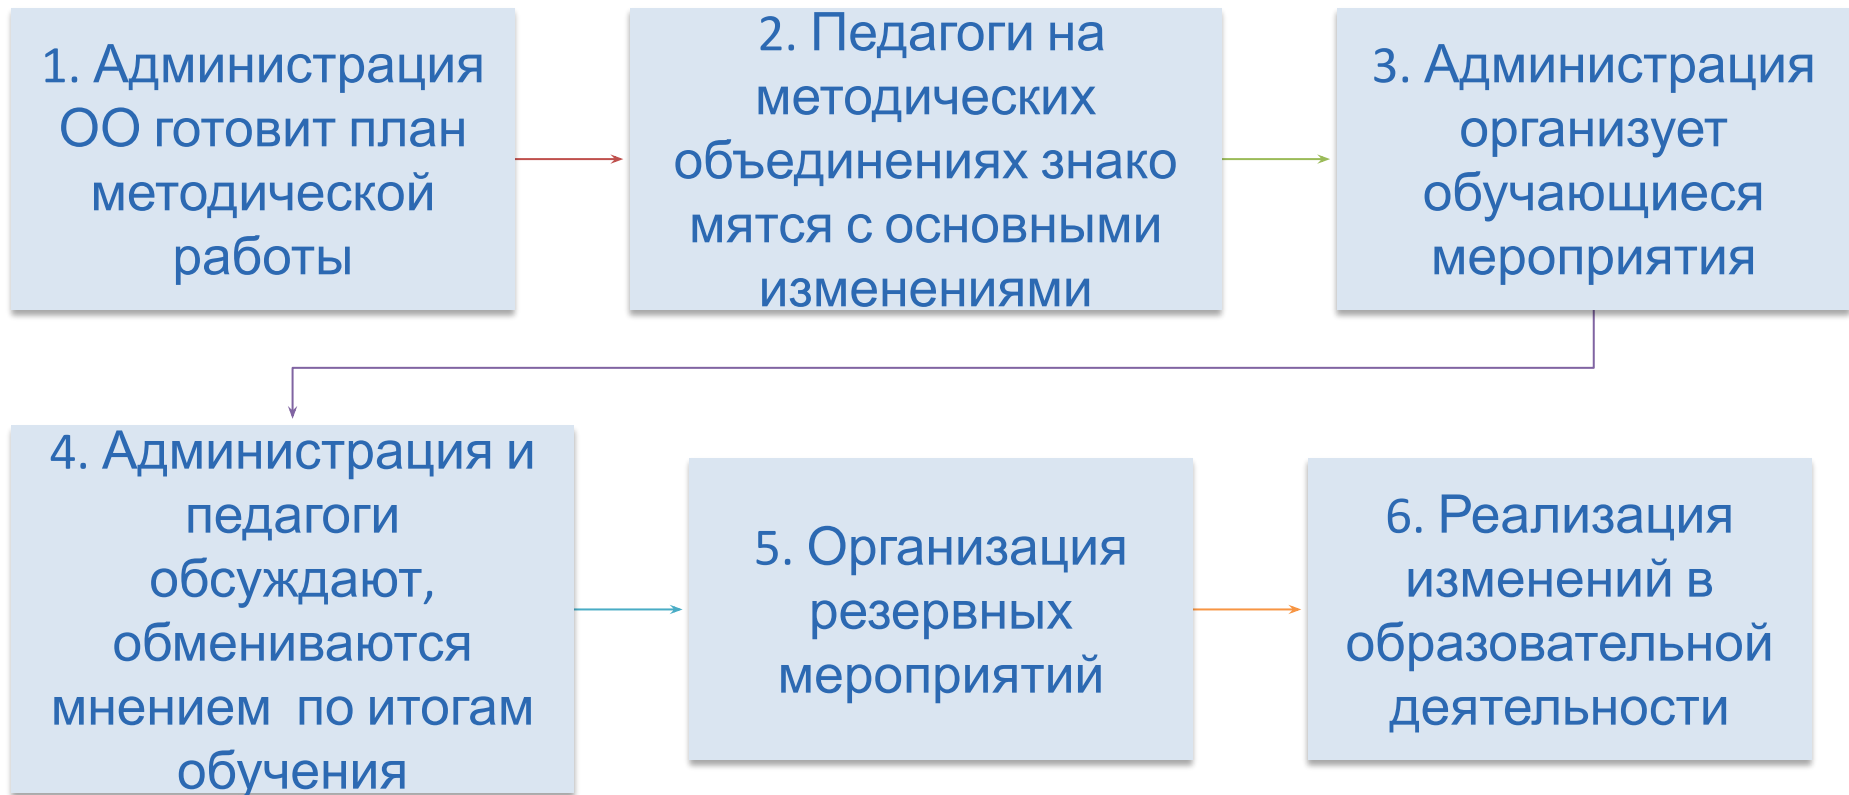 1. Администрация
ОО готовит план
методической
работы
2. Педагоги на
методических
объединениях знако
мятся с основными
изменениями
3. Администрация
организует
обучающиеся
мероприятия
4. Администрация и
педагоги
обсуждают,
обмениваются
мнением  по итогам
обучения
5. Организация
резервных
мероприятий
6. Реализация
изменений в
образовательной
деятельности